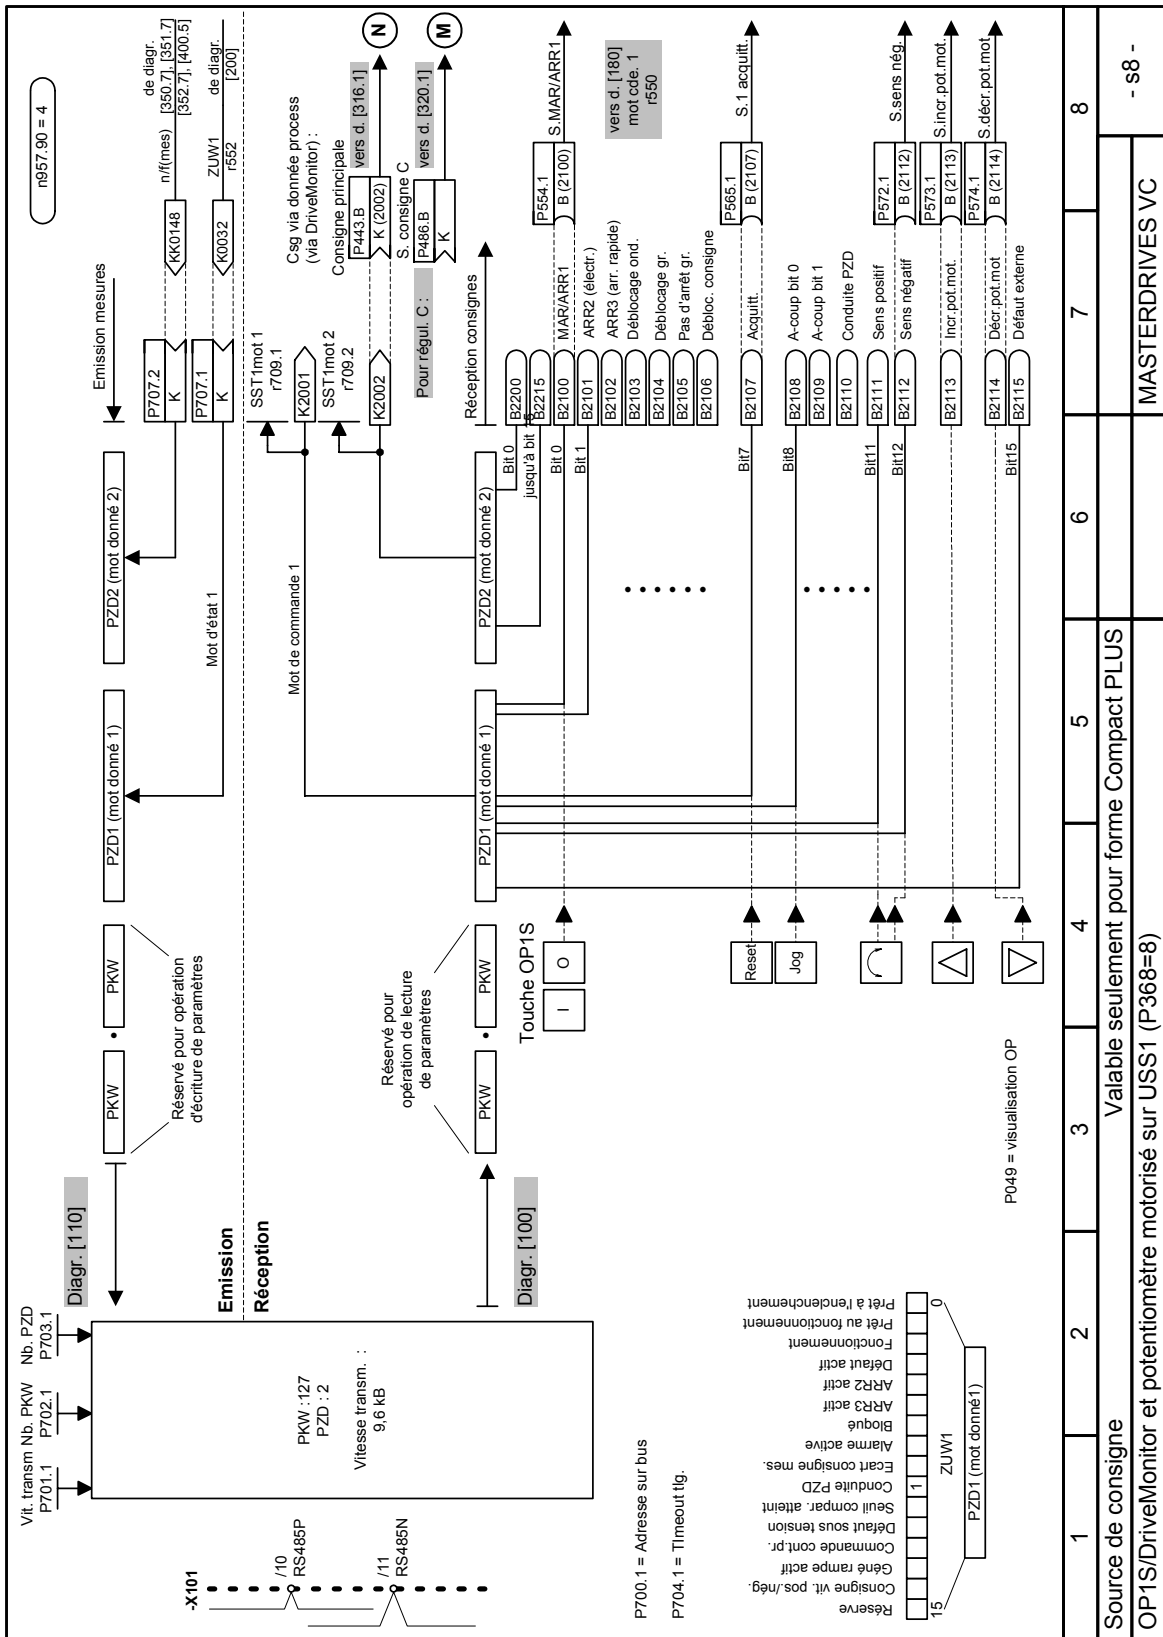 n957.90 = 4
Vit. transm
P701.1
Nb. PKW
P702.1
Nb. PZD
P703.1
Diagr. [110]
PKW
PKW
PZD1 (mot donné 1)
PZD2 (mot donné 2)
Réservé pour opération
d'écriture de paramètres
Emission mesures
P707.2
K
KK0148
n/f(mes)
de diagr.
[350.7], [351.7]
[352.7], [400.5]
P707.1
K
K0032
ZUW1
r552
de diagr.
[200]
Mot d'état 1
Emission
Réception
-X101
/10
RS485P
/11
RS485N
PKW :127
PZD : 2
Vitesse transm. :
9,6 kB
Mot de commande 1
SST1mot 1
r709.1
K2001
SST1mot 2
r709.2
K2002
Csg via donnée process
(via DriveMonitor) :
Consigne principale
P443.B
K (2002)
vers d. [316.1]
N
S. consigne C
Pour régul. C :
P486.B
K
vers d. [320.1]
M
Réservé pour
opération de lecture
de paramètres
Réception consignes
Diagr. [100]
PKW
PKW
PZD1 (mot donné 1)
PZD2 (mot donné 2)
Touche OP1S
I
O
Bit 0
B2200
jusqu'à bit 15
B2215
Bit 0
B2100
MAR/ARR1
P554.1
B (2100)
S.MAR/ARR1
Bit 1
B2101
ARR2 (électr.)
B2102
ARR3 (arr. rapide)
B2103
Déblocage ond.
B2104
Déblocage gr.
B2105
Pas d'arrêt gr.
B2106
Débloc. consigne
vers d. [180]
mot cde. 1
r550
Reset
Bit7
B2107
Acquitt.
P565.1
B (2107)
S.1 acquitt.
Jog
Bit8
B2108
A-coup bit 0
B2109
A-coup bit 1
B2110
Conduite PZD
Bit11
B2111
Sens positif
Bit12
B2112
Sens négatif
P572.1
B (2112)
S.sens nég.
B2113
Incr.pot.mot.
P573.1
B (2113)
S.incr.pot.mot.
B2114
Décr.pot.mot
P574.1
B (2114)
S.décr.pot.mot
Bit15
B2115
Défaut externe
P700.1 = Adresse sur bus
P704.1 = TImeout tlg.
P049 = visualisation OP
Réserve
Consigne vit. pos./nég.
Géné rampe actif
Commande cont.pr.
Défaut sous tension
Seuil compar. atteint
Conduite PZD
Ecart consigne mes.
Alarme active
Bloqué
ARR3 actif
ARR2 actif
Défaut actif
Fonctionnement
Prêt au fonctionnement
Prêt à l'enclenchement
1
15
0
ZUW1
PZD1 (mot donné1)
1 2 3 4 5 6 7 8
Source de consigne
Valable seulement pour forme Compact PLUS
OP1S/DriveMonitor et potentiomètre motorisé sur USS1 (P368=8)
MASTERDRIVES VC
- s8 -